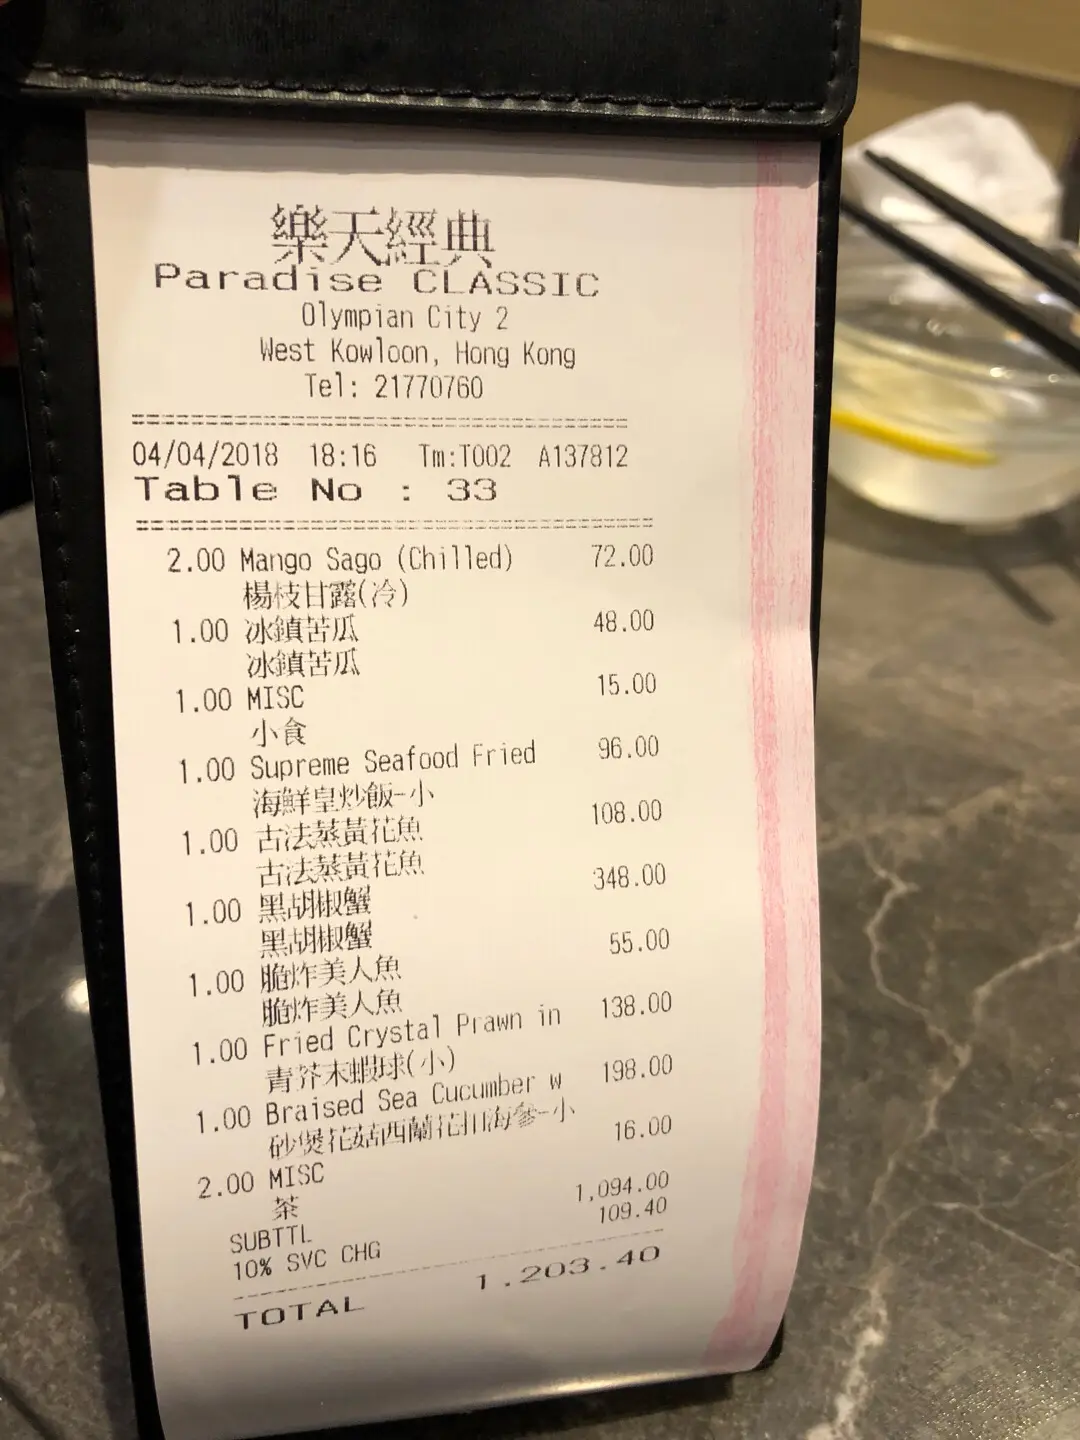 樂天經典
Paradise CLASSIC
Olympian City 2
West Kowloon, Hong Kong
Tel: 21770760
04/04/2018 18:16 Tm:T002 A137812
Table No : 33
2.00 Mango Sago (Chilled) 72.00
楊枝甘露(冷)
1.00 冰鎮苦瓜 48.00
冰鎮苦瓜
1.00 MISC 15.00
小食
1.00 Supreme Seafood Fried 96.00
海鮮皇炒飯-小
1.00 古法蒸黃花魚 108.00
古法蒸黃花魚
1.00 黑胡椒蟹 348.00
黑胡椒蟹
1.00 脆炸美人魚 55.00
脆炸美人魚
1.00 Fried Crystal Prawn in 138.00
青芥末蝦球(小)
1.00 Braised Sea Cucumber w 198.00
砂煲花菇西蘭花扣海參-小
2.00 MISC 16.00
茶
SUBTTL 1,094.00
10% SVC CHG 109.40
TOTAL 1,203.40